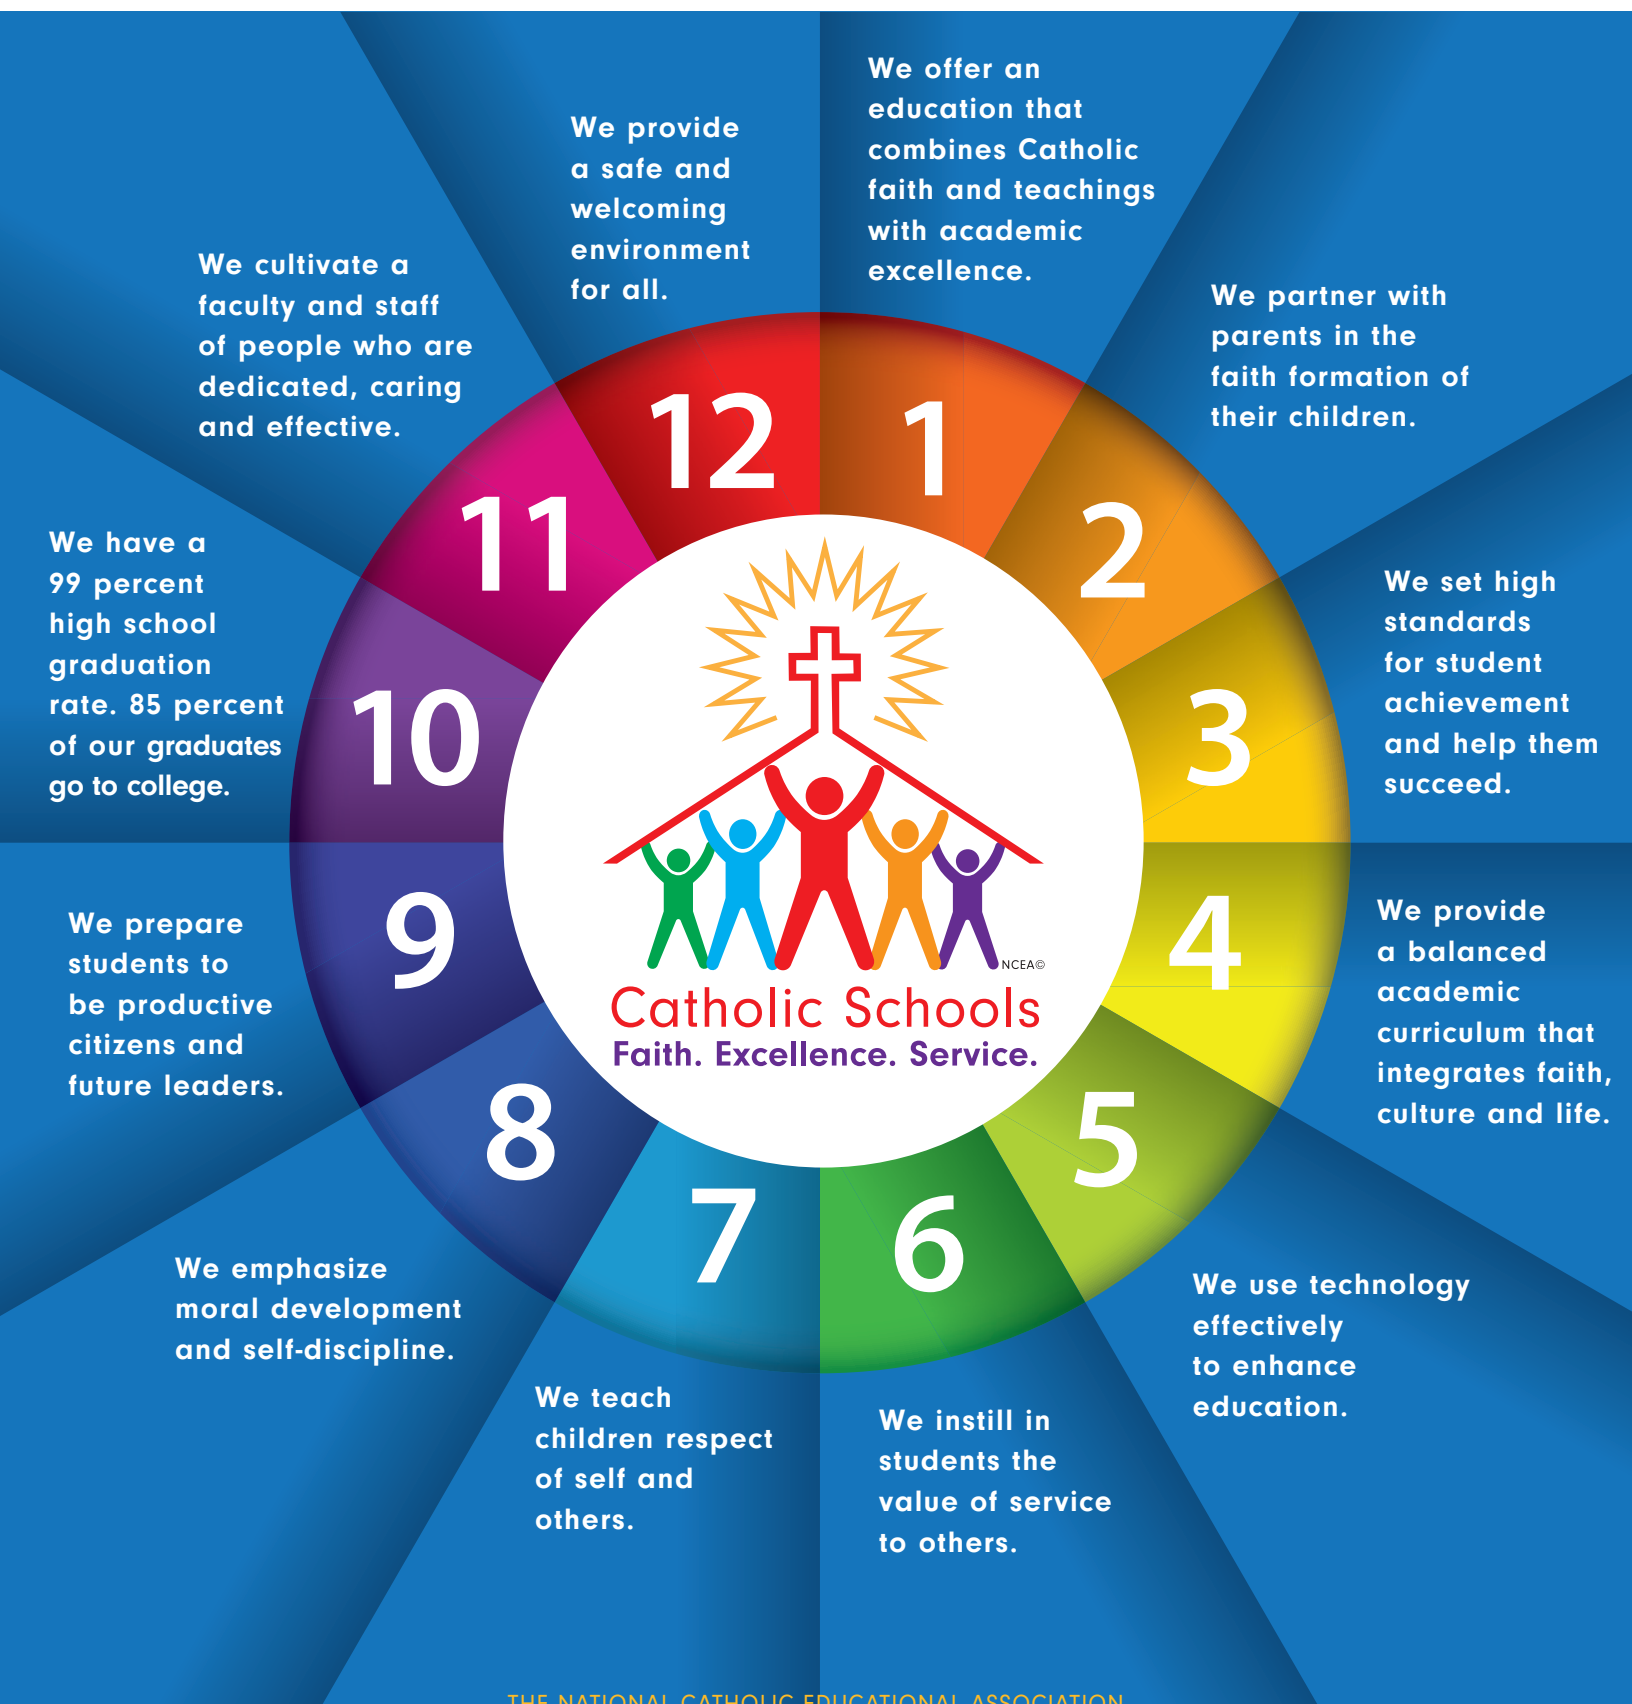 We offer an
education that
combines Catholic
faith and teachings
with academic
excellence.
1
We partner with
parents in the
faith formation of
their children.
2
We set high
standards
for student
achievement
and help them
succeed.
3
We provide
a balanced
academic
curriculum that
integrates faith,
culture and life.
4
We use technology
effectively
to enhance
education.
5
We instill in
students the
value of service
to others.
6
We teach
children respect
of self and
others.
7
We emphasize
moral development
and self-discipline.
8
We prepare
students to
be productive
citizens and
future leaders.
9
We have a
99 percent
high school
graduation
rate. 85 percent
of our graduates
go to college.
10
We cultivate a
faculty and staff
of people who are
dedicated, caring
and effective.
11
We provide
a safe and
welcoming
environment
for all.
12
NCEA©
Catholic Schools
Faith. Excellence. Service.
THE NATIONAL CATHOLIC EDUCATIONAL ASSOCIATION